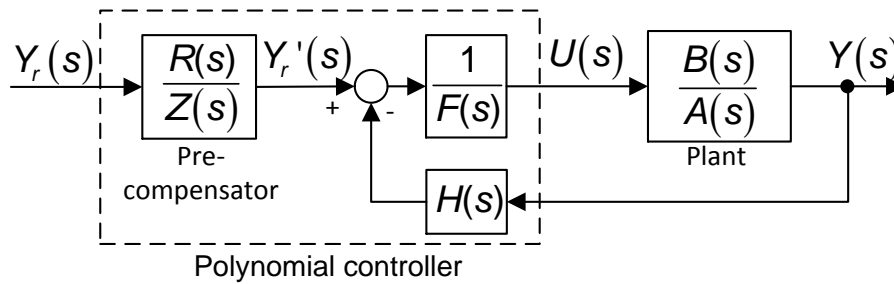 Y_r(s)
R(s)
Z(s)
Y_r'(s)
+
-
1
F(s)
U(s)
B(s)
A(s)
Y(s)
Pre-
compensator
Plant
H(s)
Polynomial controller